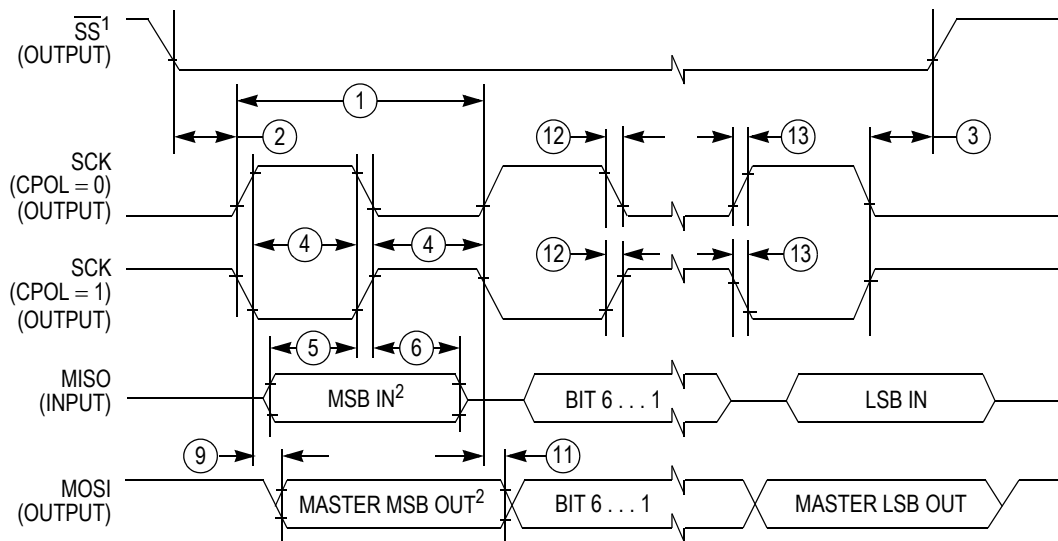 SS¹
(OUTPUT)
1
2
12
13
3
SCK
(CPOL = 0)
(OUTPUT)
4
4
12
13
SCK
(CPOL = 1)
(OUTPUT)
5
6
MISO
(INPUT)
MSB IN²
BIT 6 . . . 1
LSB IN
9
11
MOSI
(OUTPUT)
MASTER MSB OUT²
BIT 6 . . . 1
MASTER LSB OUT